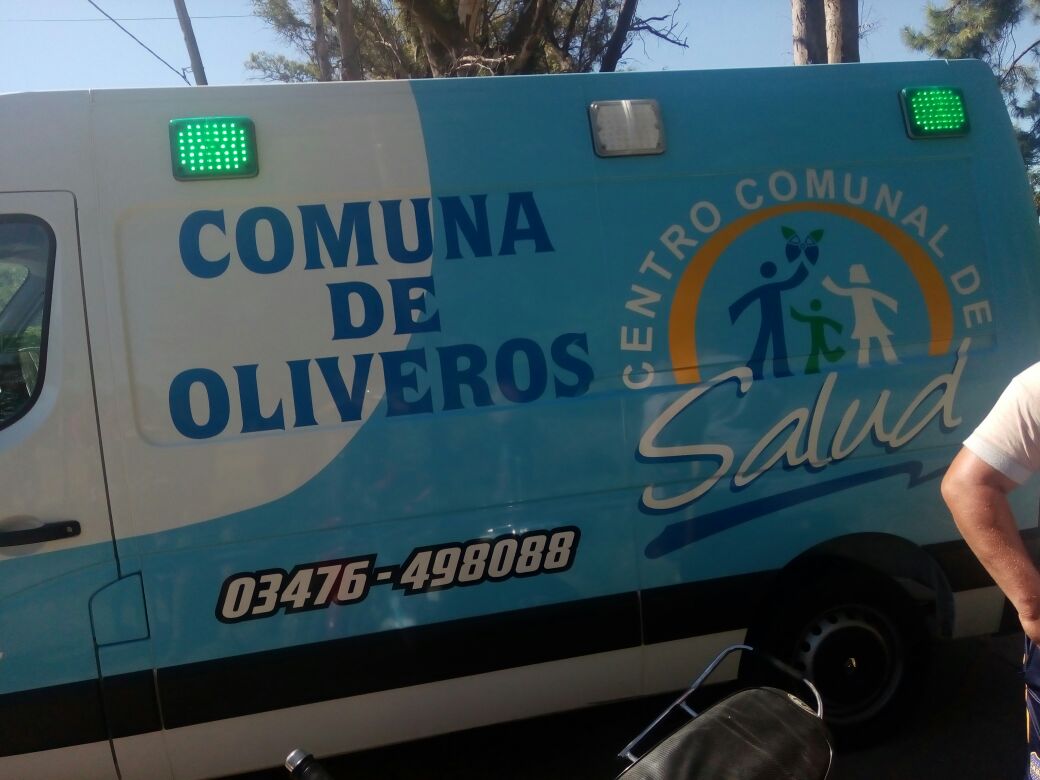 COMUNA
DE
OLIVEROS
CENTRO COMUNAL DE
Salud
03476-498088